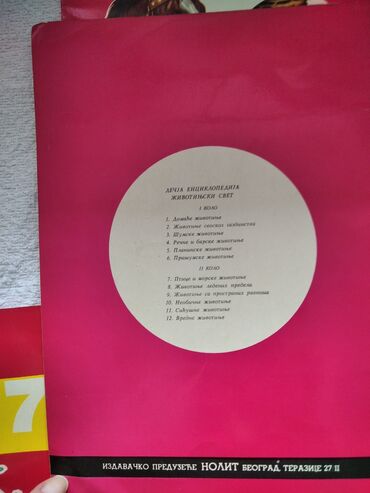 ДЕЧЈА ЕНЦИКЛОПЕДИЈА
ЖИВОТИЊСКИ СВЕТ
I КОЛО
1. Домаће животиње
2. Животиње сеоских газдинстава
3. Шумске животиње
4. Речне и барске животиње
5. Планинске животиње
6. Прашумске животиње
II КОЛО
7. Птице и морске животиње
8. Животиње ледених предела
9. Животиње са пространих равница
10. Необичне животиње
11. Сићушне животиње
12. Вредне животиње
7
ИЗДАВАЧКО ПРЕДУЗЕЋЕ НОЛИТ БЕОГРАД, ТЕРАЗИЈЕ 27/II